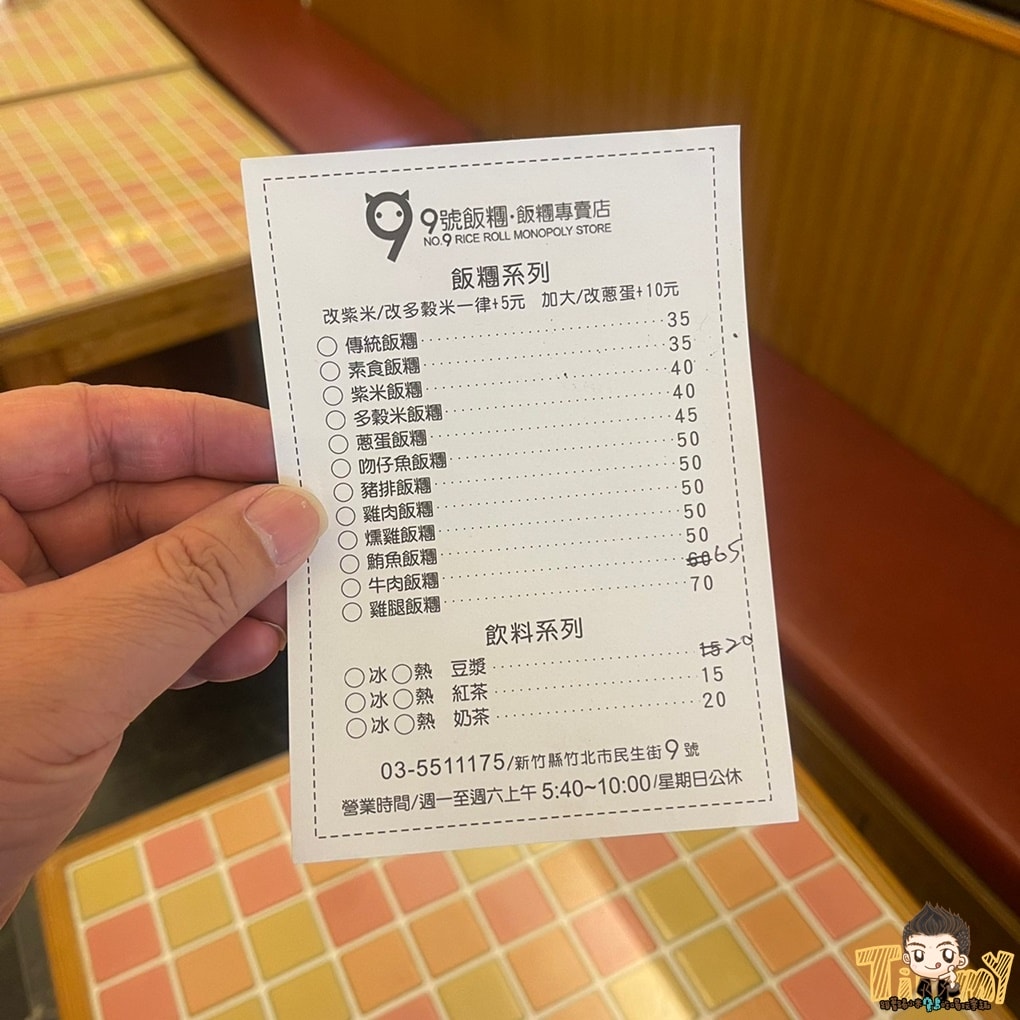 9號飯糰·飯糰專賣店
NO.9 RICE ROLL MONOPOLY STORE
飯糰系列
改紫米/改多穀米一律+5元 加大/改蔥蛋+10元
傳統飯糰 35
素食飯糰 35
紫米飯糰 40
多穀米飯糰 40
蔥蛋飯糰 45
吻仔魚飯糰 50
豬排飯糰 50
雞肉飯糰 50
燻雞飯糰 50
鮪魚飯糰 50
牛肉飯糰 60 65
雞腿飯糰 70
飲料系列
冰 熱 豆漿 15 20
冰 熱 紅茶 15
冰 熱 奶茶 20
03-5511175/新竹縣竹北市民生街9號
營業時間/週一至週六上午5:40~10:00/星期日公休